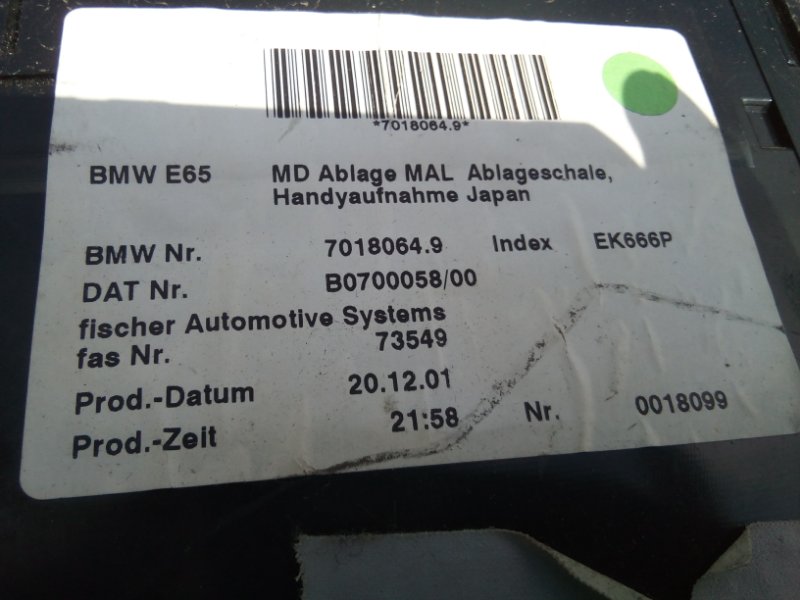 *7018064.9*
BMW E65 MD Ablage MAL Ablageschale,
Handyaufnahme Japan
BMW Nr. 7018064.9 Index EK666P
DAT Nr. B0700058/00
fischer Automotive Systems
fas Nr. 73549
Prod.-Datum 20.12.01
Prod.-Zeit 21:58 Nr. 0018099